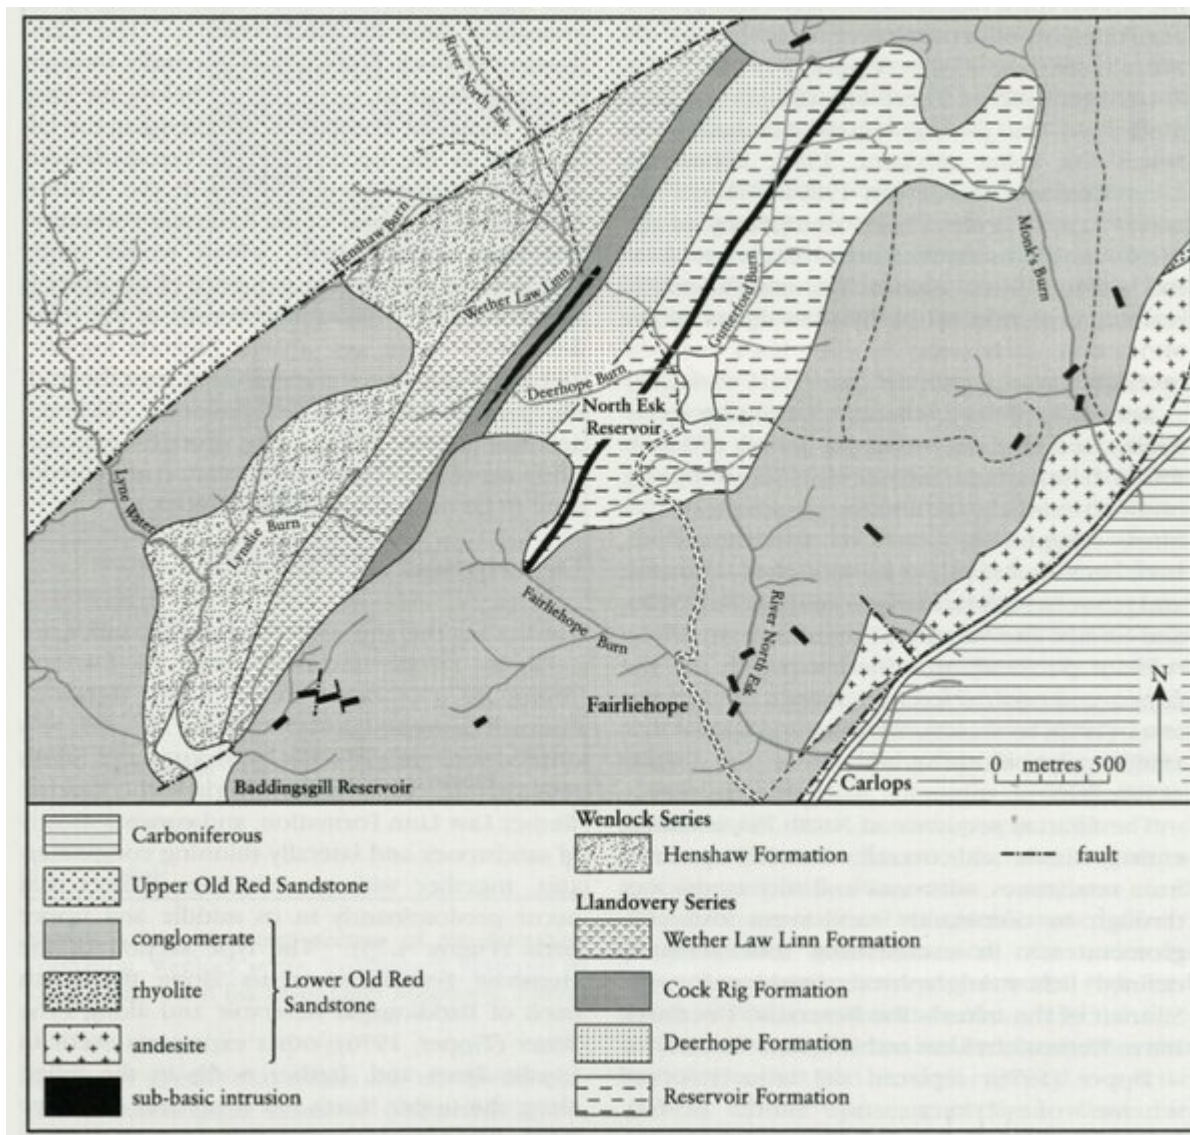 River North Esk
Henshaw Burn
Wether Law Linn
Gutterford Burn
Monk's Burn
Deerhope Burn
North Esk
Reservoir
Lyne Water
Lynslie Burn
Fairliehope Burn
River North Esk
Fairliehope
N
0 metres 500
Carlops
Baddingsgill Reservoir
Carboniferous
Upper Old Red Sandstone
conglomerate
rhyolite
andesite
Lower Old Red
Sandstone
sub-basic intrusion
Wenlock Series
Henshaw Formation
Llandovery Series
Wether Law Linn Formation
Cock Rig Formation
Deerhope Formation
Reservoir Formation
fault